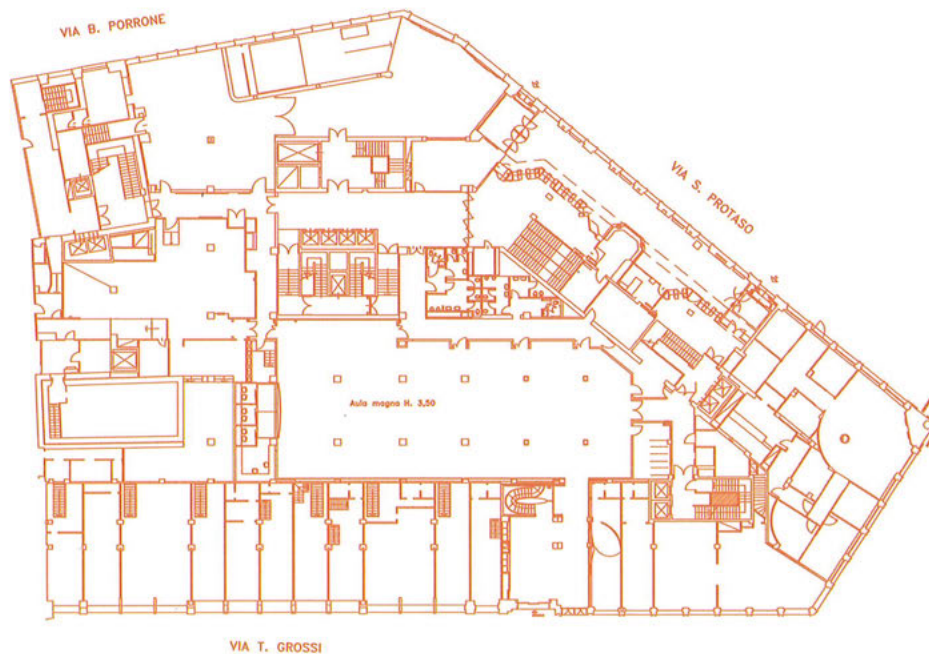 VIA B. PORRONE
VIA S. PROTASO
Aula magna H. 3,50
VIA T. GROSSI